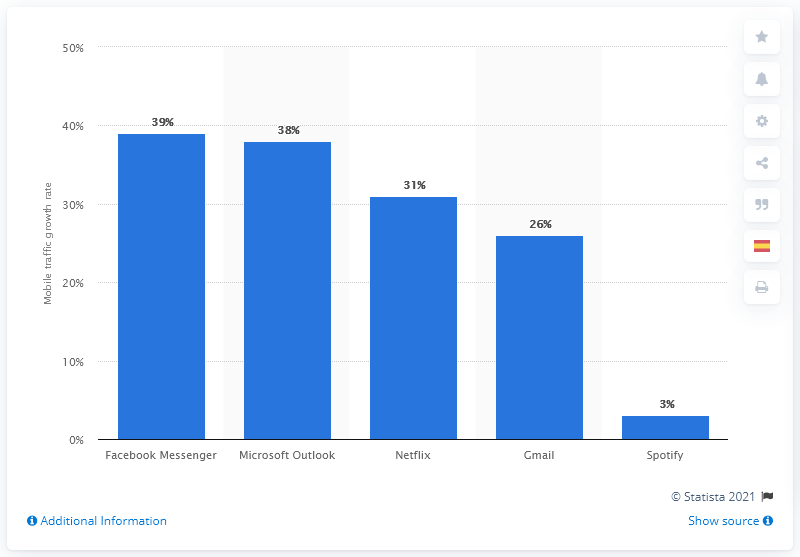 50%
40%
30%
20%
10%
0%
Mobile traffic growth rate
39%
38%
31%
26%
3%
Facebook Messenger
Microsoft Outlook
Netflix
Gmail
Spotify
© Statista 2021
Additional Information
Show source